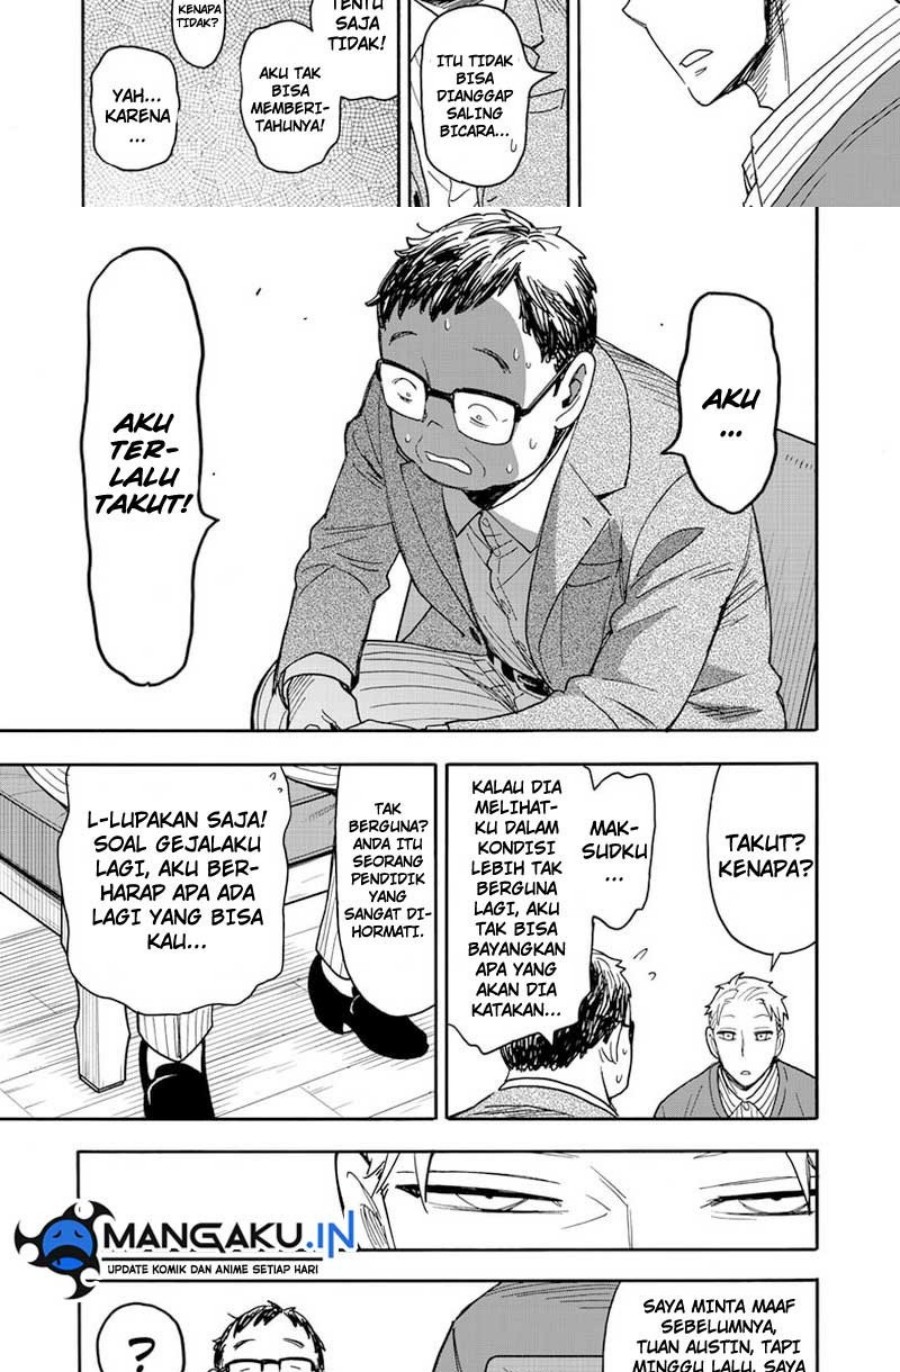 ITU TIDAK
BISA
DIANGGAP
SALING
BICARA...
TENTU
SAJA
TIDAK!
AKU TAK
BISA
MEMBERI-
TAHUNYA!
KENAPA
TIDAK?
YAH...
KARENA
...
AKU
...
AKU
TER-
LALU
TAKUT!
TAKUT?
KENAPA?
MAK-
SUDKU
...
KALAU DIA
MELIHAT-
KU DALAM
KONDISI
LEBIH TAK
BERGUNA
LAGI, AKU
TAK BISA
BAYANGKAN
APA YANG
AKAN DIA
KATAKAN...
TAK
BERGUNA?
ANDA ITU
SEORANG
PENDIDIK
YANG
SANGAT DI-
HORMATI.
L-LUPAKAN SAJA!
SOAL GEJALAKU
LAGI, AKU BER-
HARAP APA ADA
LAGI YANG BISA
KAU...
MANGAKU.IN
UPDATE KOMIK DAN ANIME SETIAP HARI
SAYA MINTA MAAF
SEBELUMNYA,
TUAN AUSTIN, TAPI
MINGGU LALU, SAYA
?